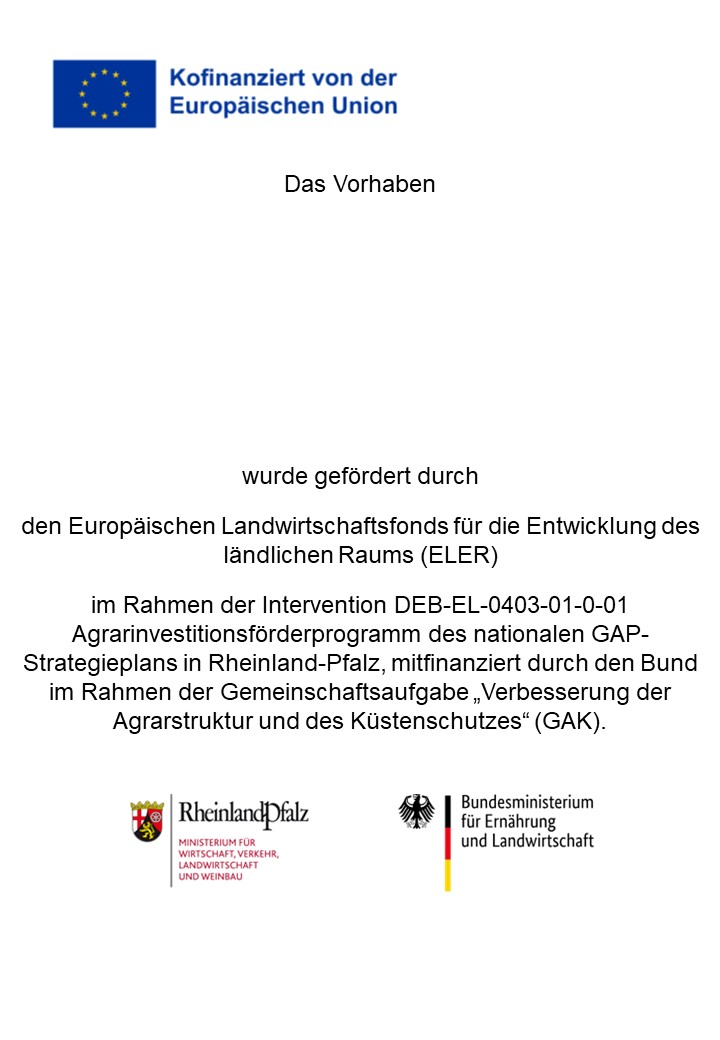 Kofinanziert von der
Europäischen Union
Das Vorhaben
wurde gefördert durch
den Europäischen Landwirtschaftsfonds für die Entwicklung des
ländlichen Raums (ELER)
im Rahmen der Intervention DEB-EL-0403-01-0-01
Agrarinvestitionsförderprogramm des nationalen GAP-
Strategieplans in Rheinland-Pfalz, mitfinanziert durch den Bund
im Rahmen der Gemeinschaftsaufgabe „Verbesserung der
Agrarstruktur und des Küstenschutzes“ (GAK).
RheinlandPfalz
MINISTERIUM FÜR
WIRTSCHAFT, VERKEHR,
LANDWIRTSCHAFT
UND WEINBAU
Bundesministerium
für Ernährung
und Landwirtschaft